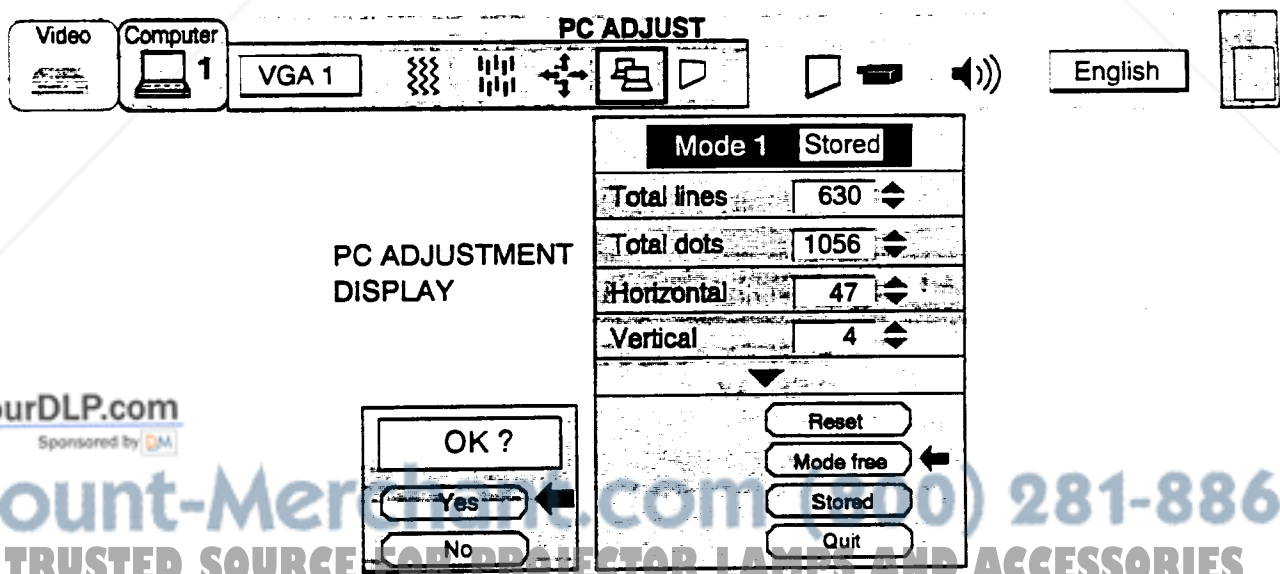 PC ADJUST
Video
Computer
1
VGA 1
English
Mode 1 Stored
Total lines 630
Total dots 1056
Horizontal 47
Vertical 4
PC ADJUSTMENT
DISPLAY
Reset
Mode free
Stored
Quit
OK ?
Yes
No
ourDLP.com
Sponsored by DM
ount-Merchant.com (800) 281-886
TRUSTED SOURCE FOR PROJECTOR LAMPS AND ACCESSORIES